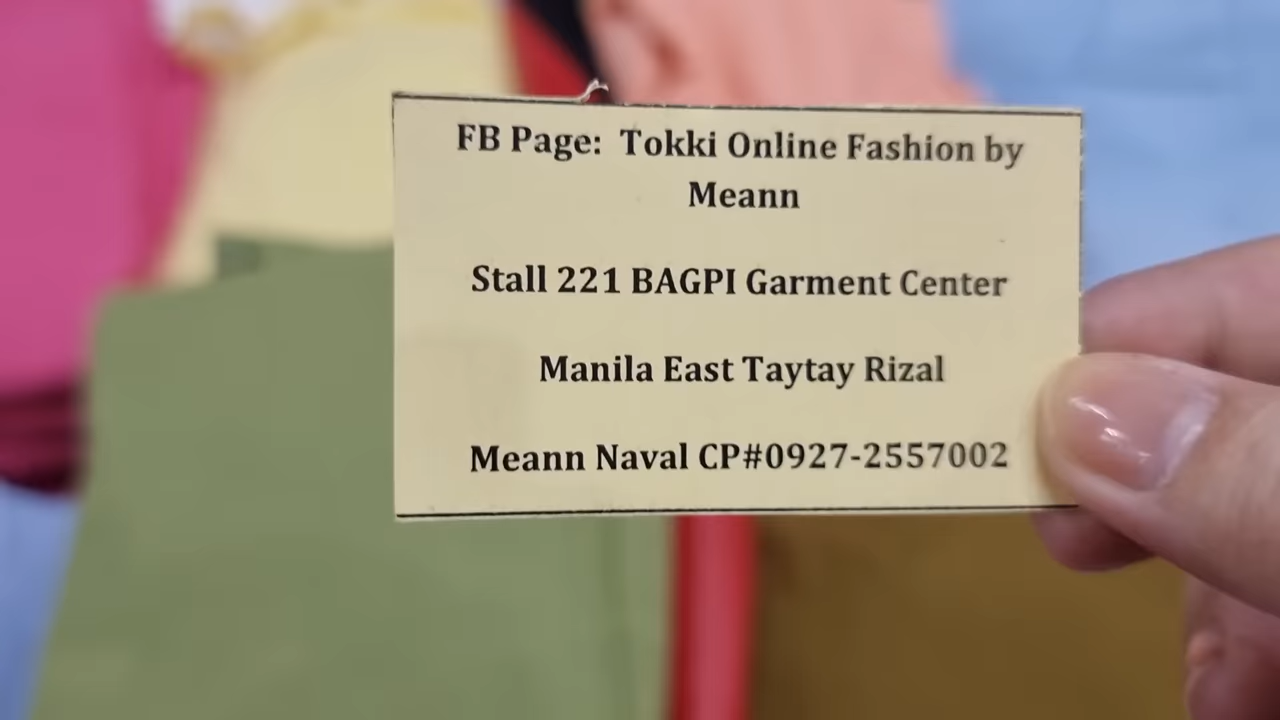 FB Page: Tokki Online Fashion by
Meann
Stall 221 BAGPI Garment Center
Manila East Taytay Rizal
Meann Naval CP#0927-2557002